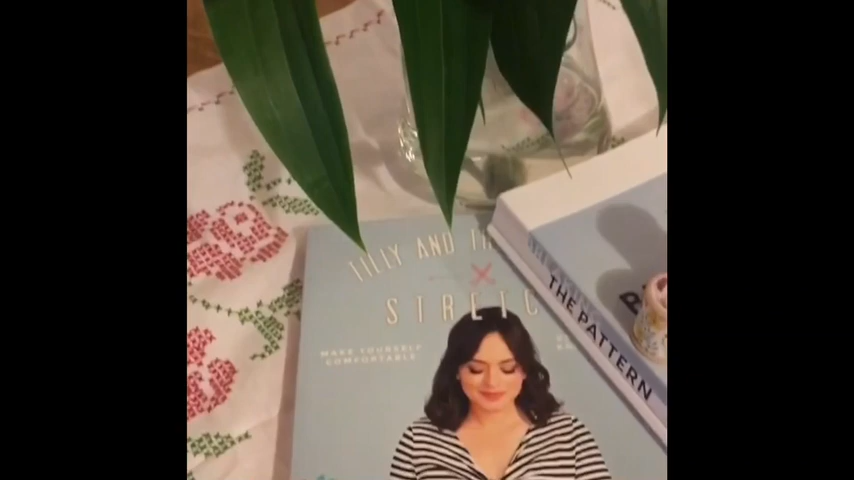 TILLY AND TH
STRETC
MAKE YOURSELF
COMFORTABLE
THE PATTERN